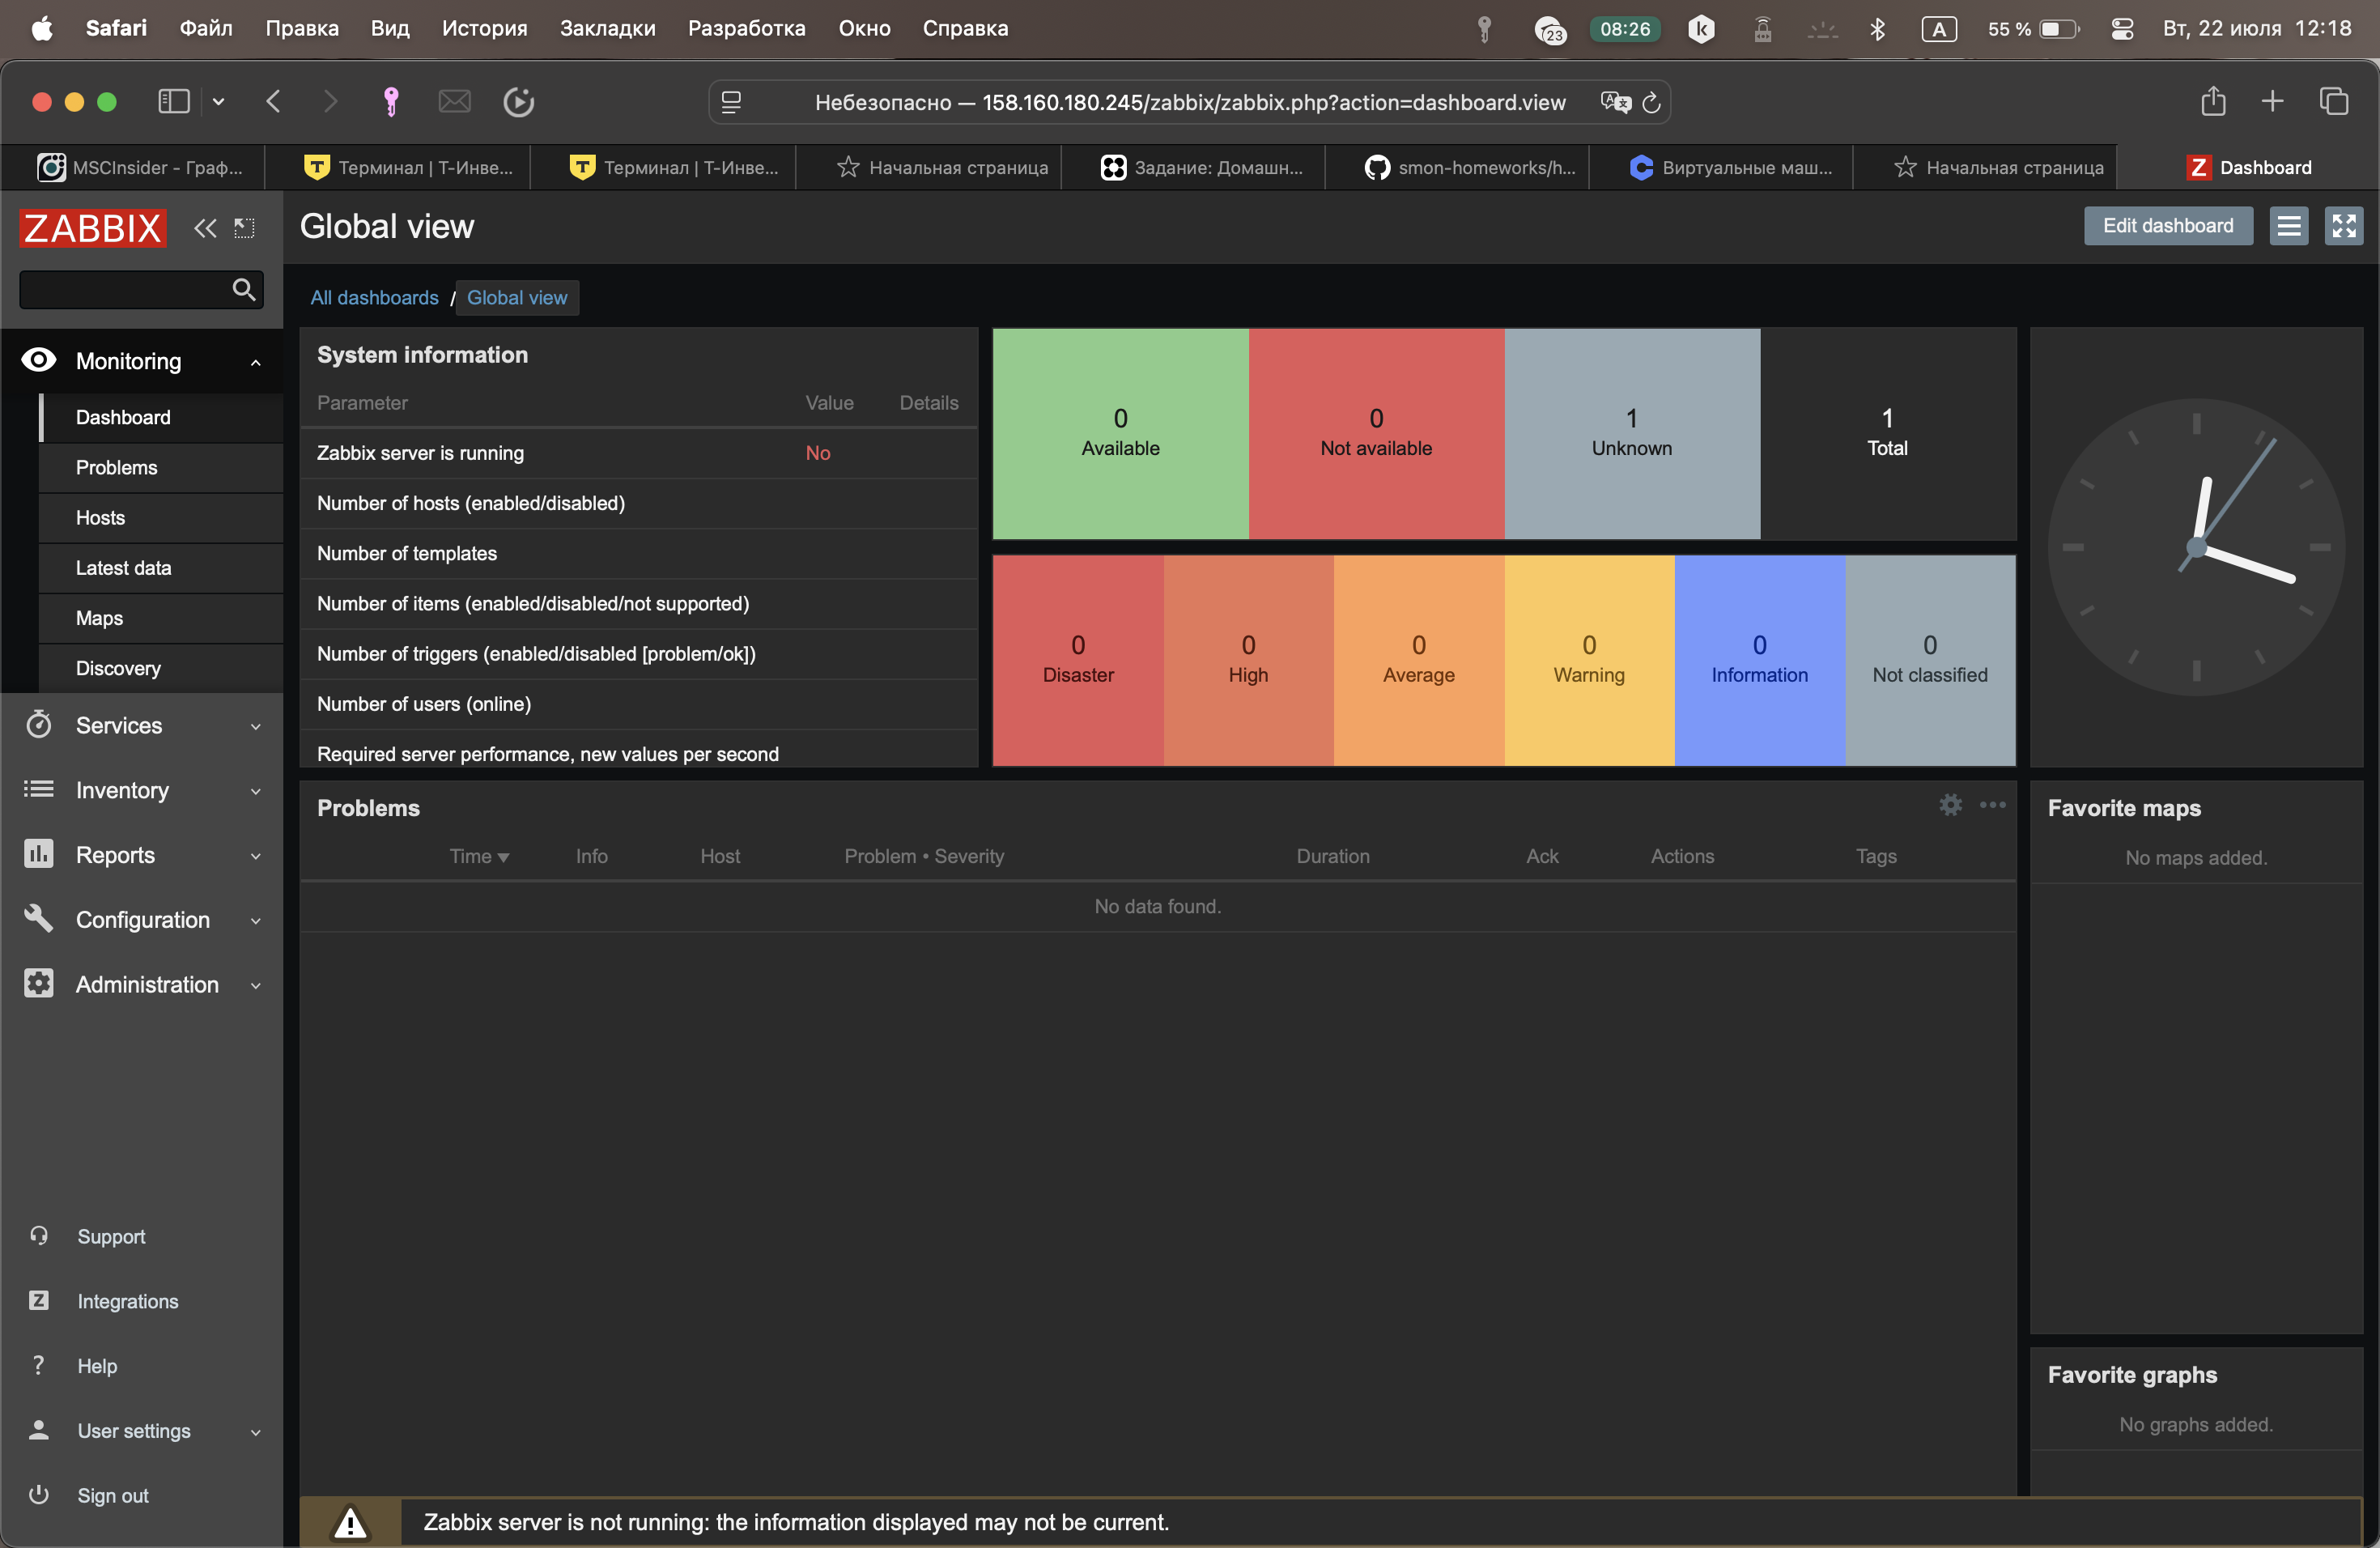 Safari Файл Правка Вид История Закладки Разработка Окно Справка 23 08:26 k A 55 % Вт, 22 июля 12:18
Небезопасно — 158.160.180.245/zabbix/zabbix.php?action=dashboard.view
MSCInsider - Граф... Терминал | Т-Инве... Терминал | Т-Инве... Начальная страница Задание: Домашн... smon-homeworks/h... Виртуальные маш... Начальная страница Dashboard
ZABBIX
Global view
Edit dashboard
All dashboards / Global view
Monitoring
Dashboard
Problems
Hosts
Latest data
Maps
Discovery
Services
Inventory
Reports
Configuration
Administration
Support
Integrations
Help
User settings
Sign out
System information
Parameter Value Details
Zabbix server is running No
Number of hosts (enabled/disabled)
Number of templates
Number of items (enabled/disabled/not supported)
Number of triggers (enabled/disabled [problem/ok])
Number of users (online)
Required server performance, new values per second
0 0 1 1
Available Not available Unknown Total
0 0 0 0 0 0
Disaster High Average Warning Information Not classified
Problems
Time Info Host Problem • Severity Duration Ack Actions Tags
No data found.
Favorite maps
No maps added.
Favorite graphs
No graphs added.
Zabbix server is not running: the information displayed may not be current.